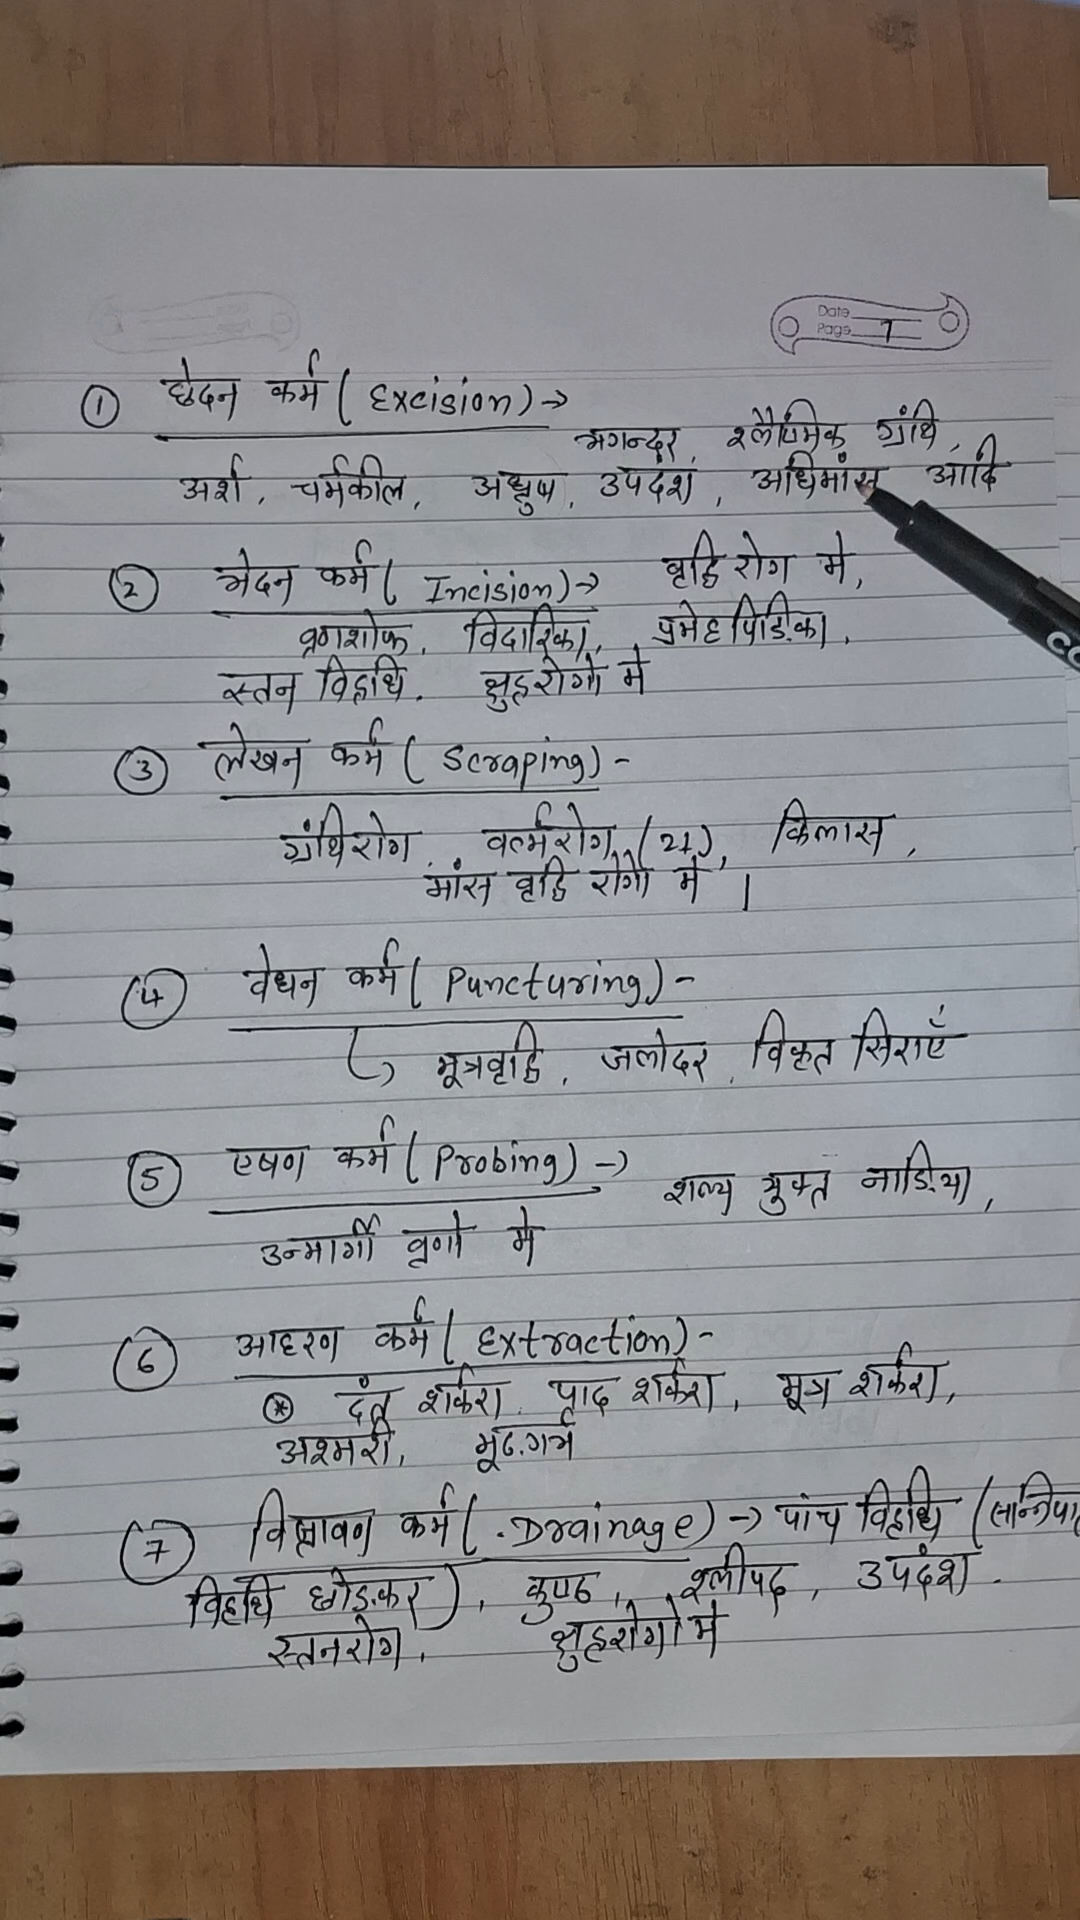 Date
Page 7
① छेदन कर्म ( Excision) →
भगन्दर, श्लैष्मिक ग्रंथि,
अर्श, चर्मकील, अध्रुष, उपदंश, अधिमांस आदि
② भेदन कर्म ( Incision) → वृद्धि रोग मे,
व्रणशोफ, विदारिका, प्रमेह पिडि़का,
स्तन विद्रधि, क्षुद्ररोगो मे
③ लेखन कर्म ( Scraping) -
ग्रंथिरोग, वर्त्मरोग (21), किलास,
मांस वृद्धि रोगो मे ।
④ वेधन कर्म ( Puncturing) -
↳ मूत्रवृद्धि, जलोदर, विकृत सिराएँ
⑤ एषण कर्म ( Probing) →
शल्य युक्त नाडि़या,
उन्मार्गी व्रणो मे
⑥ आहरण कर्म ( Extraction) -
⊛ दंत शर्करा, पाद शर्करा, मूत्र शर्करा,
अश्मरी, मूढ़गर्भ
⑦ विस्रावण कर्म ( Drainage) → पांच विद्रधि (सन्निपा
विद्रधि छोड़कर), कुष्ठ, श्लीपद, उपदंश
स्तनरोग, क्षुद्ररोगो मे